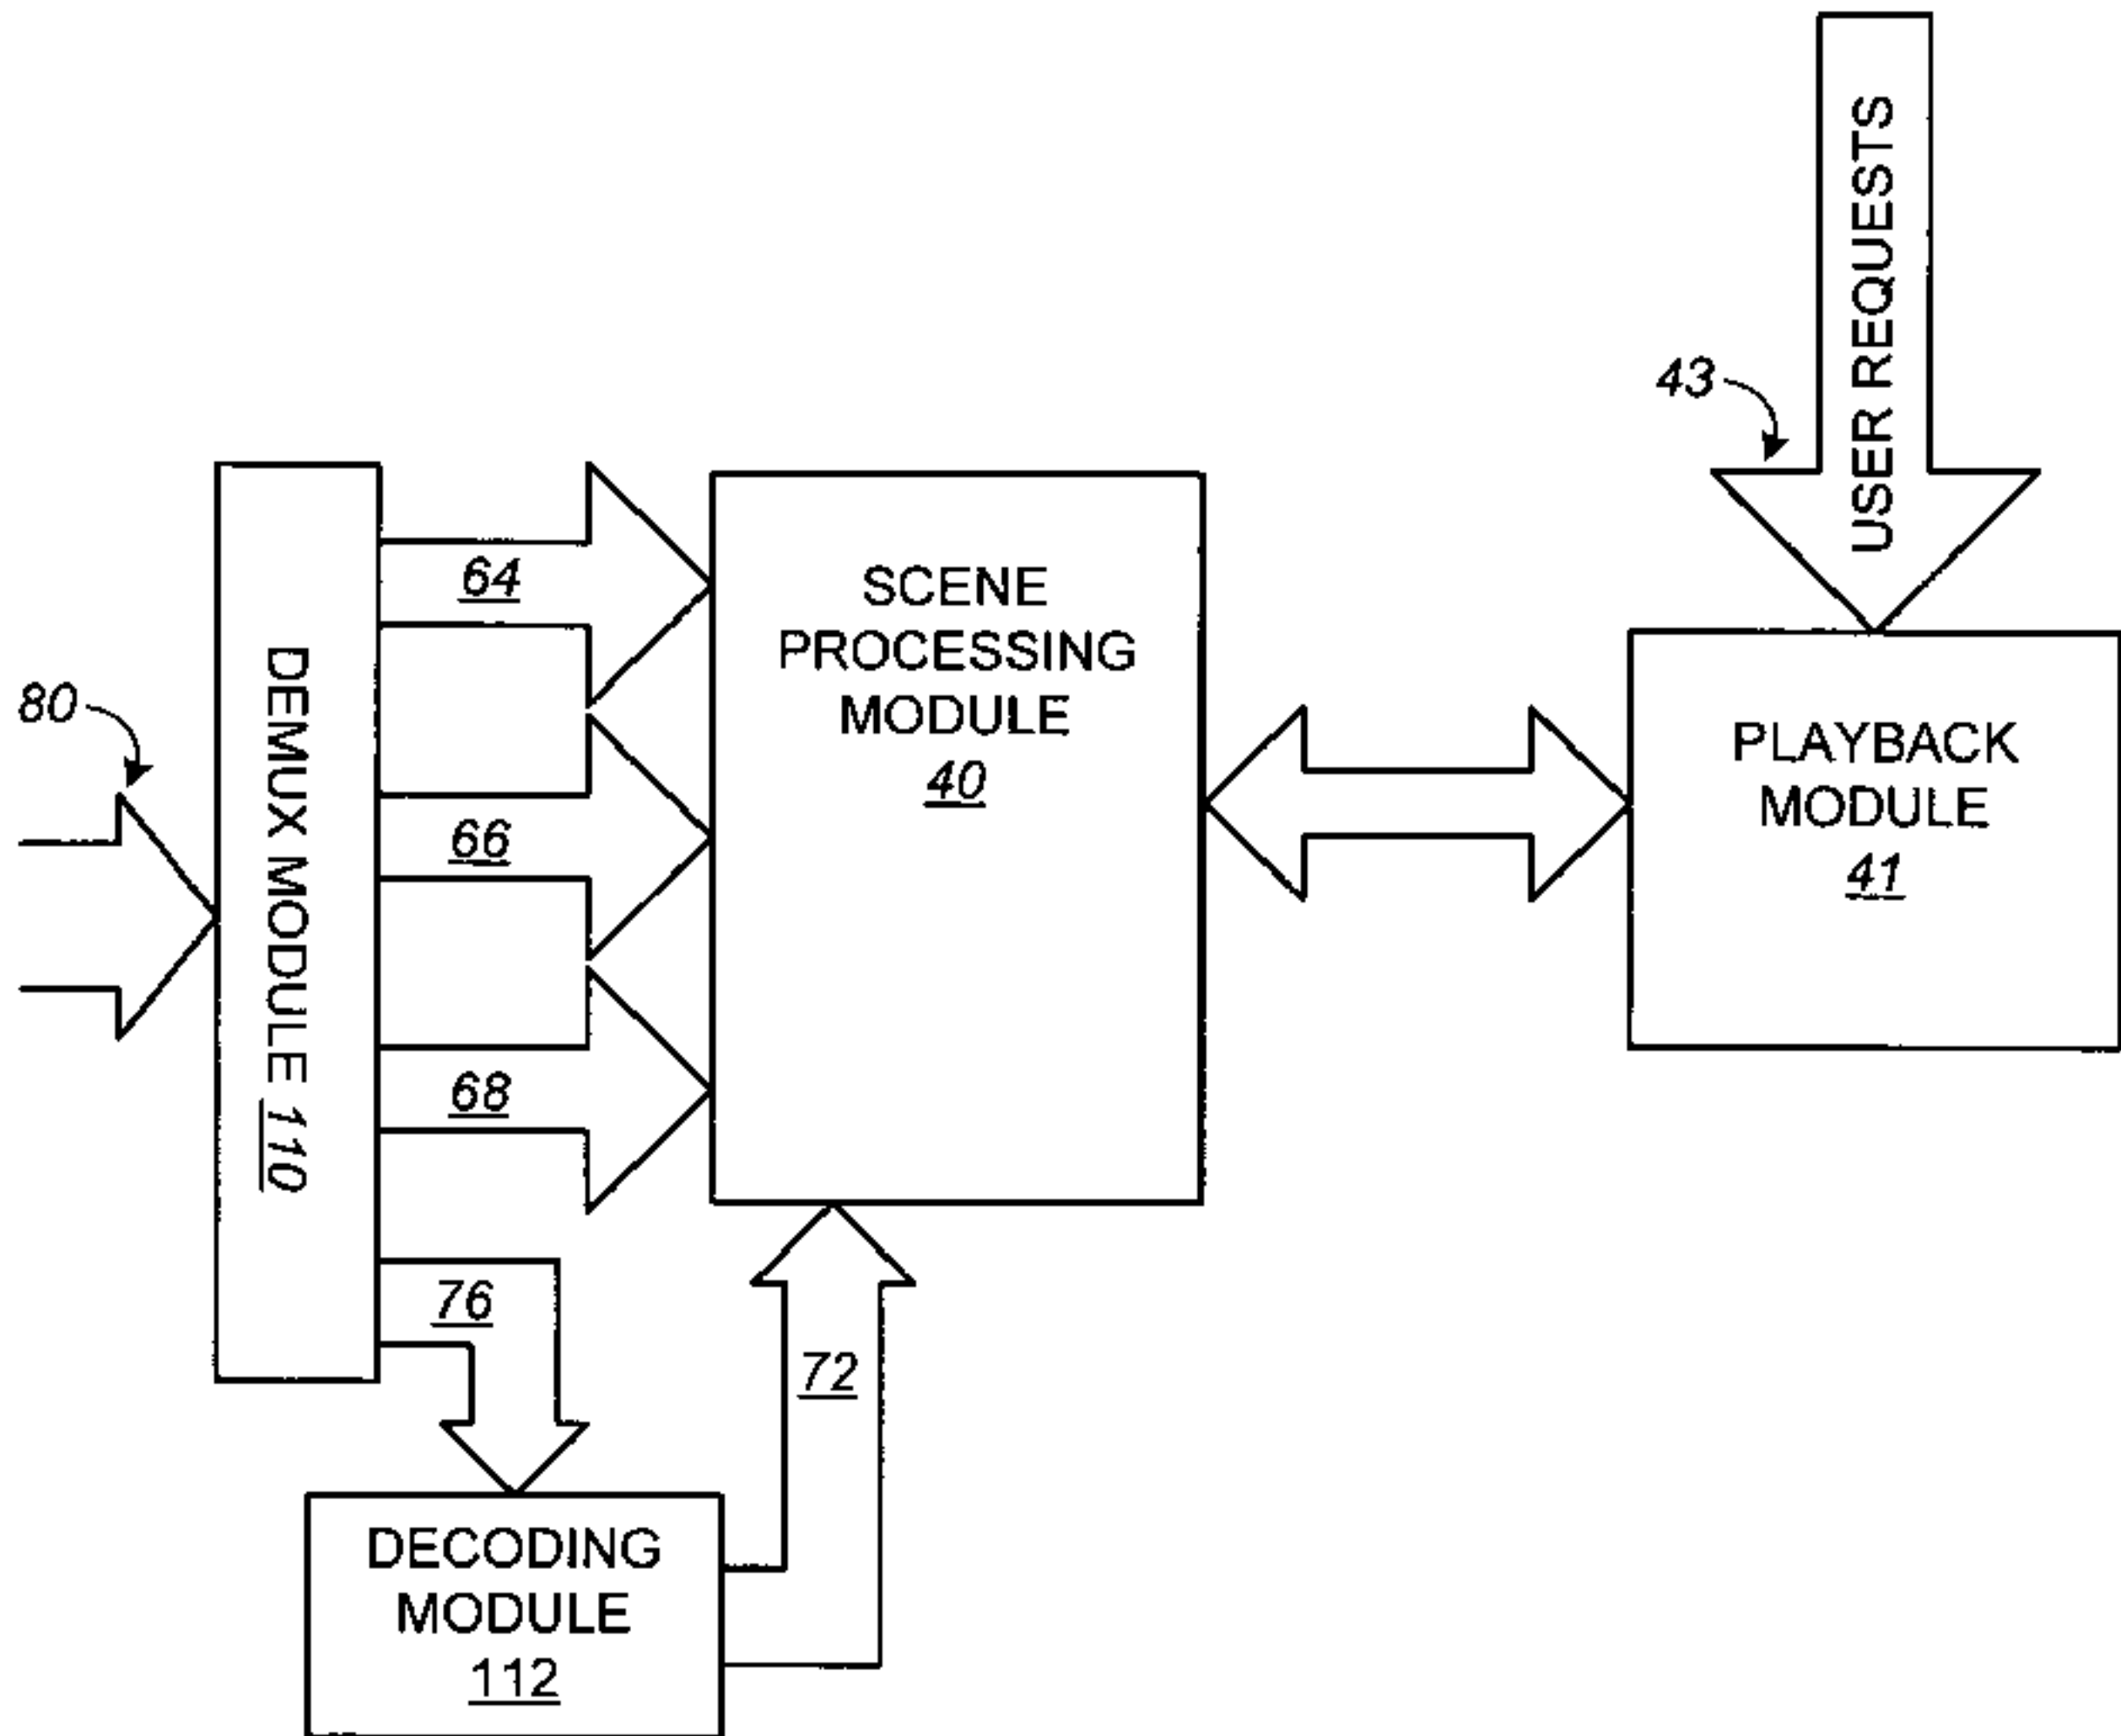 USER REQUESTS
43
64
SCENE
PROCESSING
MODULE
40
80
DEMUX MODULE 110
66
PLAYBACK
MODULE
41
68
76
72
DECODING
MODULE
112